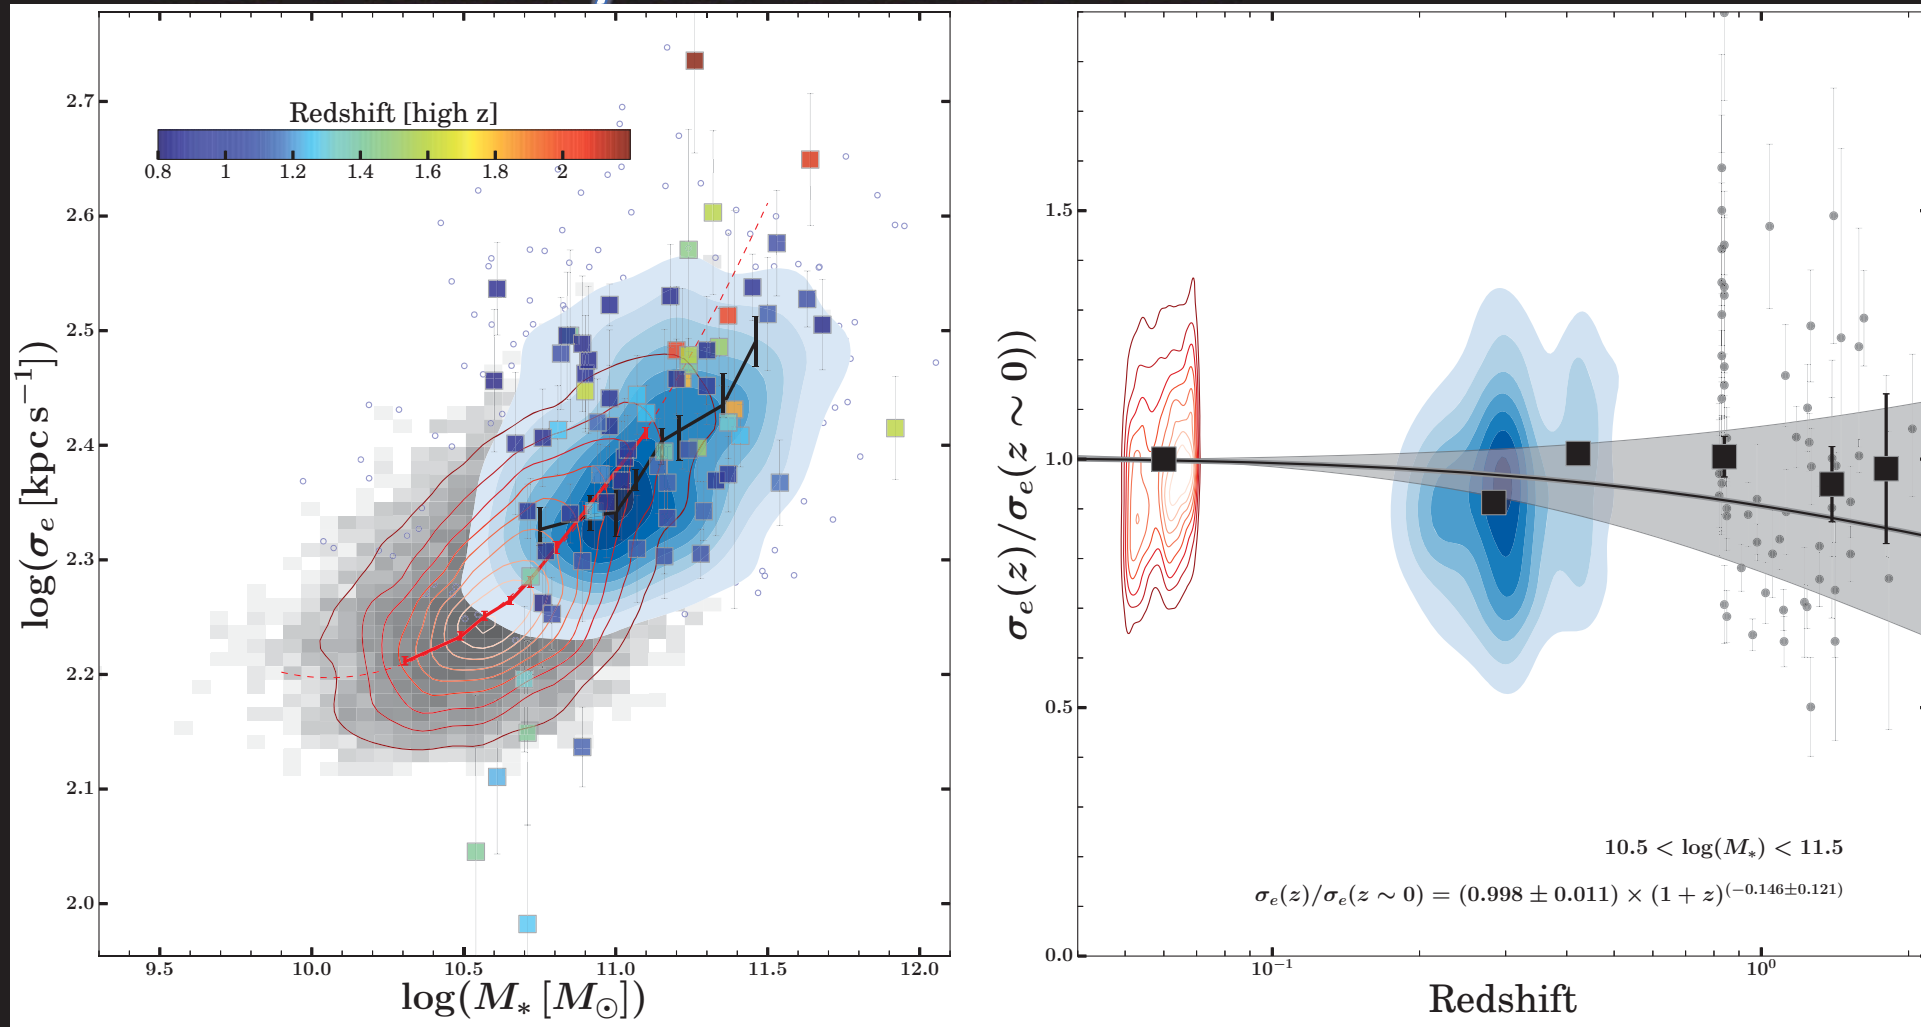 Redshift [high z]
0.8 1 1.2 1.4 1.6 1.8 2
2.7
2.6
2.5
2.4
2.3
2.2
2.1
2.0
log(σₑ [kpc s⁻¹])
9.5 10.0 10.5 11.0 11.5 12.0
log(M* [M⊙])
1.5
1.0
0.5
0.0
σₑ(z)/σₑ(z ∼ 0))
10.5 < log(M*) < 11.5
σₑ(z)/σₑ(z ∼ 0) = (0.998 ± 0.011) × (1 + z)^(−0.146±0.121)
10⁻¹ 10⁰
Redshift